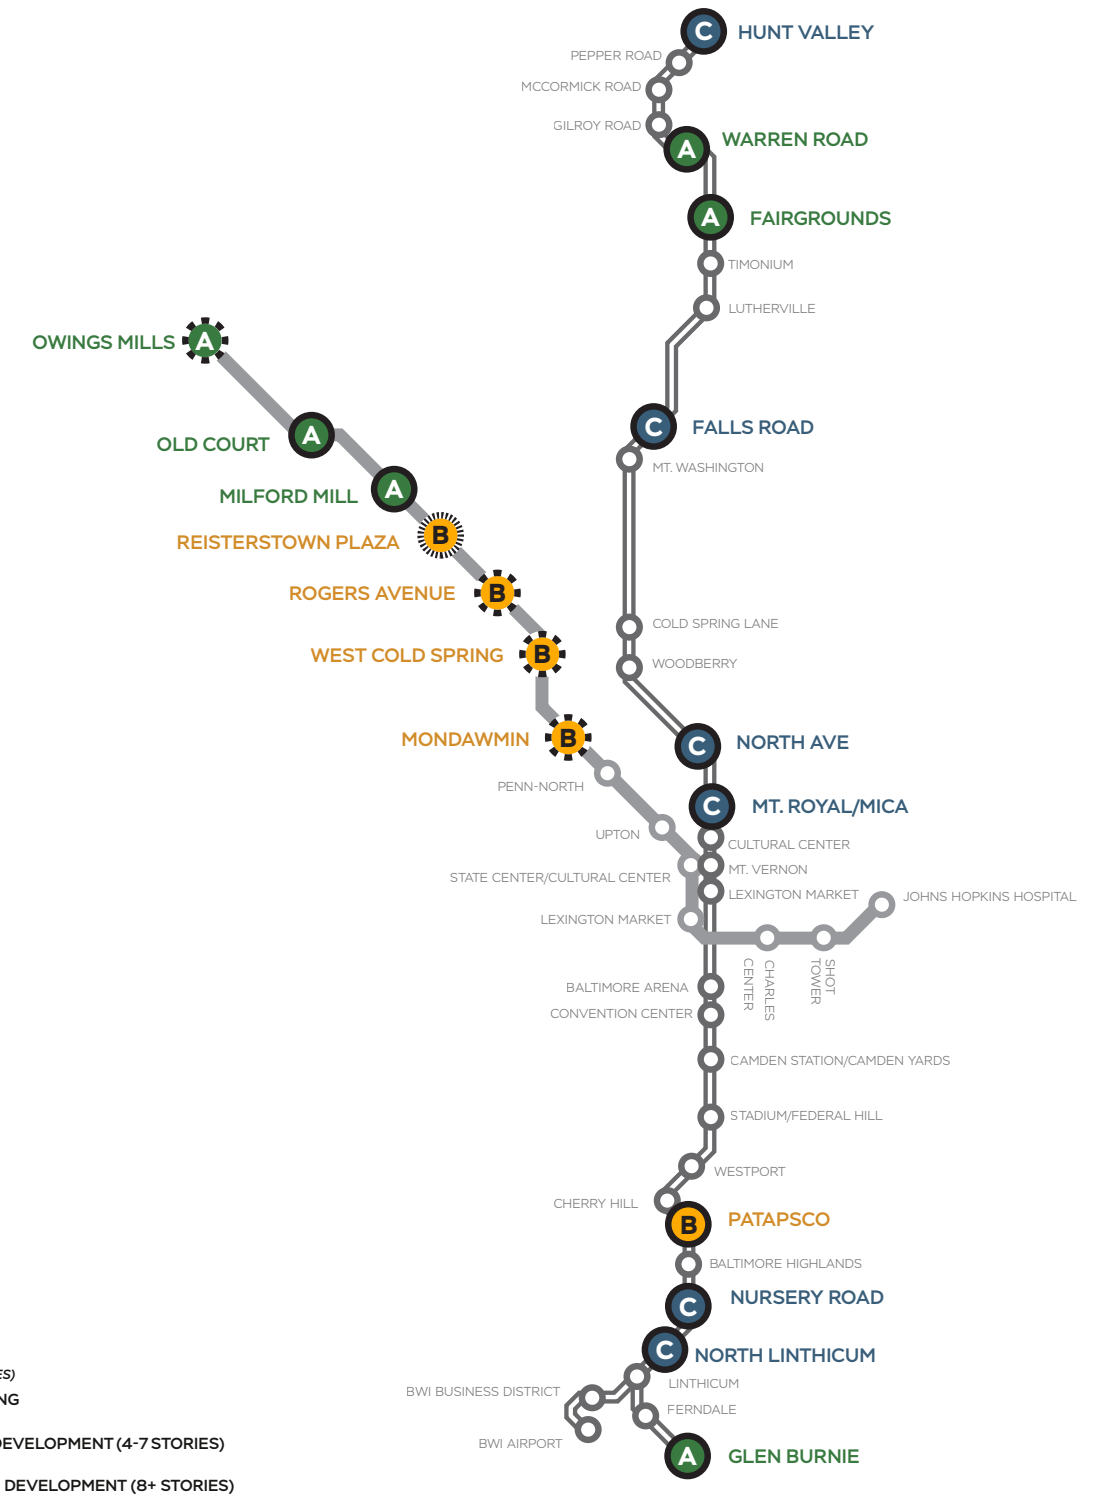 C HUNT VALLEY
PEPPER ROAD
MCCORMICK ROAD
GILROY ROAD
A WARREN ROAD
A FAIRGROUNDS
TIMONIUM
LUTHERVILLE
OWINGS MILLS A
OLD COURT A
MILFORD MILL A
REISTERSTOWN PLAZA B
ROGERS AVENUE B
WEST COLD SPRING B
MONDAWMIN B
PENN-NORTH
UPTON
STATE CENTER/CULTURAL CENTER
LEXINGTON MARKET
CHARLES
CENTER
SHOT
TOWER
JOHNS HOPKINS HOSPITAL
C FALLS ROAD
MT. WASHINGTON
COLD SPRING LANE
WOODBERRY
C NORTH AVE
C MT. ROYAL/MICA
CULTURAL CENTER
MT. VERNON
LEXINGTON MARKET
BALTIMORE ARENA
CONVENTION CENTER
CAMDEN STATION/CAMDEN YARDS
STADIUM/FEDERAL HILL
WESTPORT
CHERRY HILL
B PATAPSCO
BALTIMORE HIGHLANDS
C NURSERY ROAD
C NORTH LINTHICUM
LINTHICUM
BWI BUSINESS DISTRICT
BWI AIRPORT
FERNDALE
A GLEN BURNIE
ES)
NG
DEVELOPMENT (4-7 STORIES)
DEVELOPMENT (8+ STORIES)